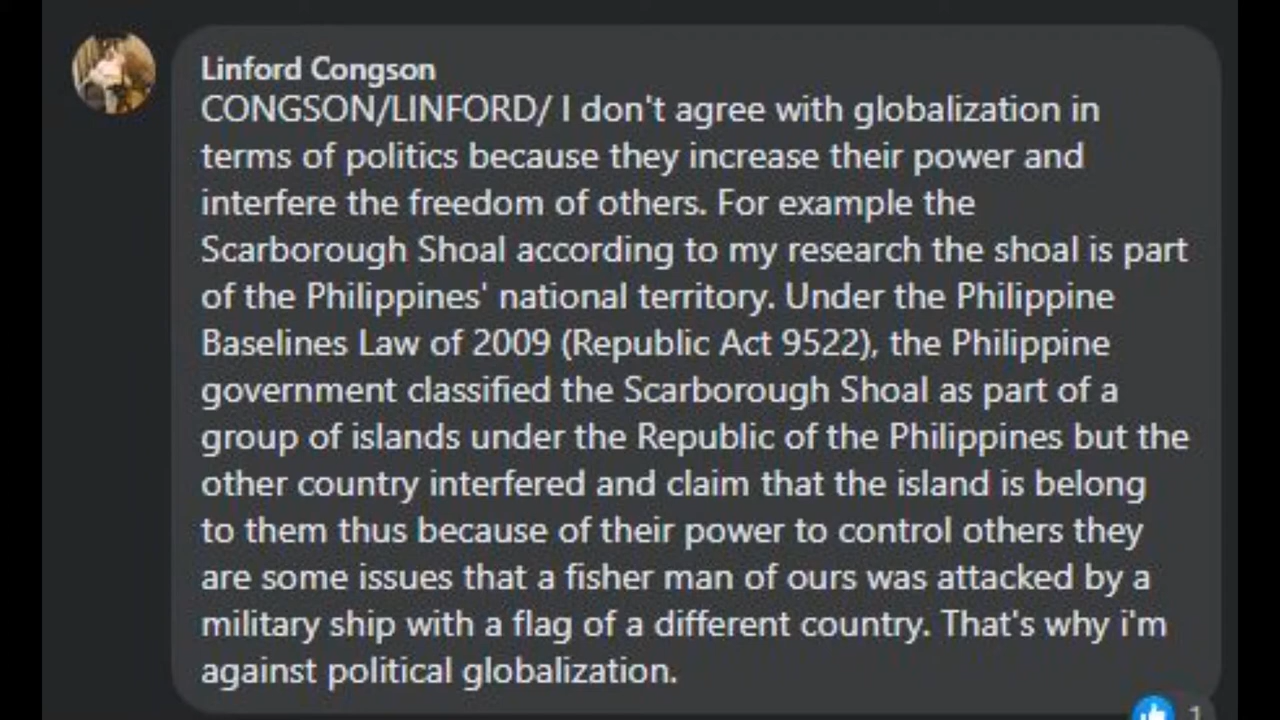 Linford Congson
CONGSON/LINFORD/ I don't agree with globalization in
terms of politics because they increase their power and
interfere the freedom of others. For example the
Scarborough Shoal according to my research the shoal is part
of the Philippines' national territory. Under the Philippine
Baselines Law of 2009 (Republic Act 9522), the Philippine
government classified the Scarborough Shoal as part of a
group of islands under the Republic of the Philippines but the
other country interfered and claim that the island is belong
to them thus because of their power to control others they
are some issues that a fisher man of ours was attacked by a
military ship with a flag of a different country. That's why i'm
against political globalization.
1